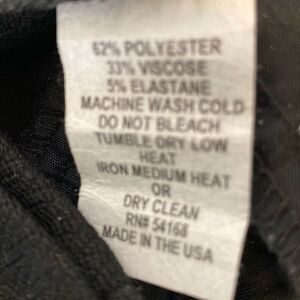 62% POLYESTER
33% VISCOSE
5% ELASTANE
MACHINE WASH COLD
DO NOT BLEACH
TUMBLE DRY LOW
HEAT
IRON MEDIUM HEAT
OR
DRY CLEAN
RN# 54168
MADE IN THE USA